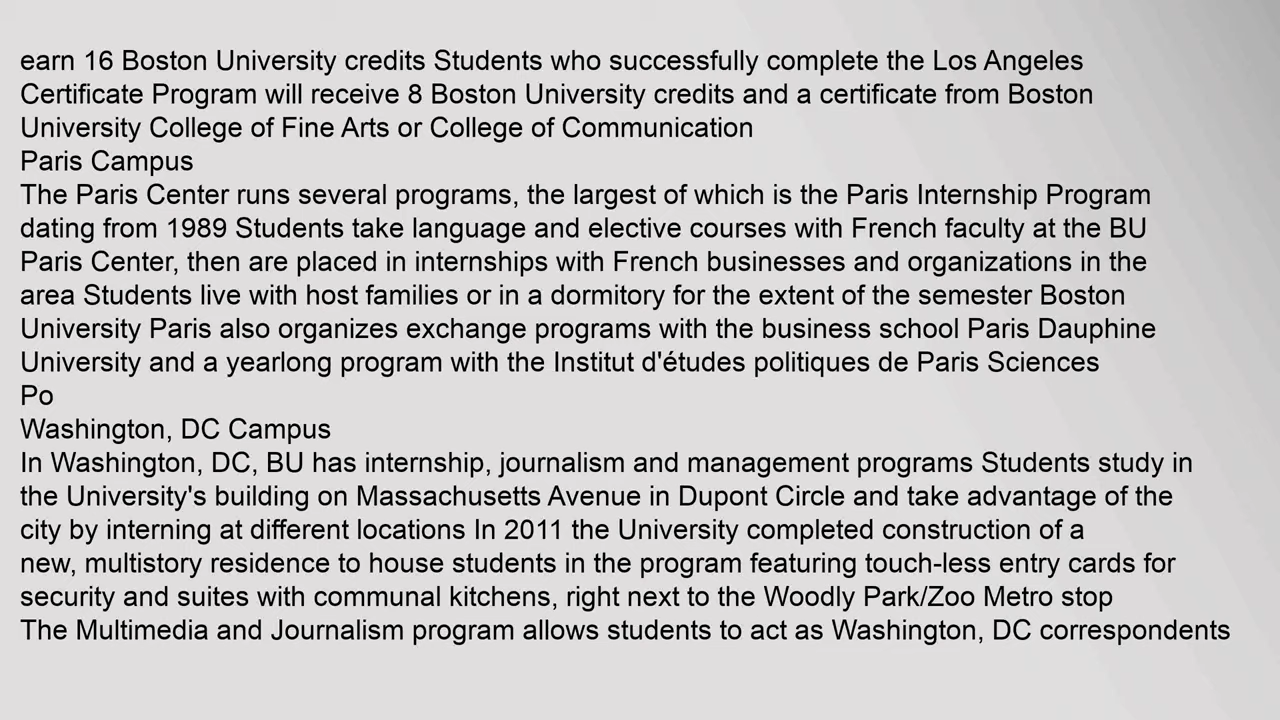 earn 16 Boston University credits Students who successfully complete the Los Angeles
Certificate Program will receive 8 Boston University credits and a certificate from Boston
University College of Fine Arts or College of Communication
Paris Campus
The Paris Center runs several programs, the largest of which is the Paris Internship Program
dating from 1989 Students take language and elective courses with French faculty at the BU
Paris Center, then are placed in internships with French businesses and organizations in the
area Students live with host families or in a dormitory for the extent of the semester Boston
University Paris also organizes exchange programs with the business school Paris Dauphine
University and a yearlong program with the Institut d'études politiques de Paris Sciences
Po
Washington, DC Campus
In Washington, DC, BU has internship, journalism and management programs Students study in
the University's building on Massachusetts Avenue in Dupont Circle and take advantage of the
city by interning at different locations In 2011 the University completed construction of a
new, multistory residence to house students in the program featuring touch-less entry cards for
security and suites with communal kitchens, right next to the Woodly Park/Zoo Metro stop
The Multimedia and Journalism program allows students to act as Washington, DC correspondents